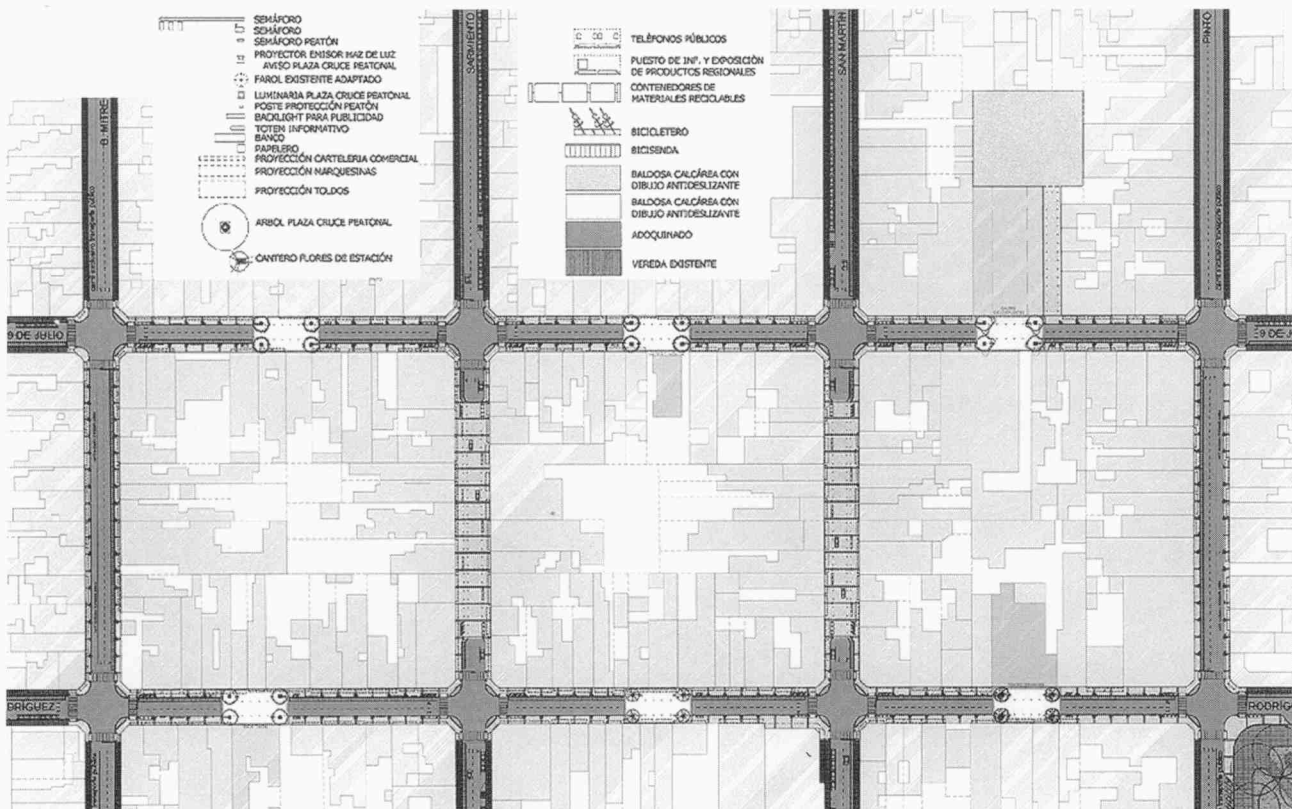 SEMÁFORO
SEMÁFORO
SEMÁFORO PEATÓN
PROYECTOR EMISOR HAZ DE LUZ
AVISO PLAZA CRUCE PEATONAL
FAROL EXISTENTE ADAPTADO
LUMINARIA PLAZA CRUCE PEATONAL
POSTE PROTECCIÓN PEATÓN
BACKLIGHT PARA PUBLICIDAD
TOTEM INFORMATIVO
BANCO
PAPELERO
PROYECCIÓN CARTELERIA COMERCIAL
PROYECCIÓN MARQUESINAS
PROYECCIÓN TOLDOS
ARBOL PLAZA CRUCE PEATONAL
CANTERO FLORES DE ESTACIÓN
TELÉFONOS PÚBLICOS
PUESTO DE INF. Y EXPOSICIÓN
DE PRODUCTOS REGIONALES
CONTENEDORES DE
MATERIALES RECICLABLES
BICICLETERO
BICISENDA
BALDOSA CALCÁREA CON
DIBUJO ANTIDESLIZANTE
BALDOSA CALCÁREA CON
DIBUJO ANTIDESLIZANTE
ADOQUINADO
VEREDA EXISTENTE
B. MITRE
SARMIENTO
SAN MARTÍN
PINTO
9 DE JULIO
9 DE J
DRÍGUEZ
RODRÍG